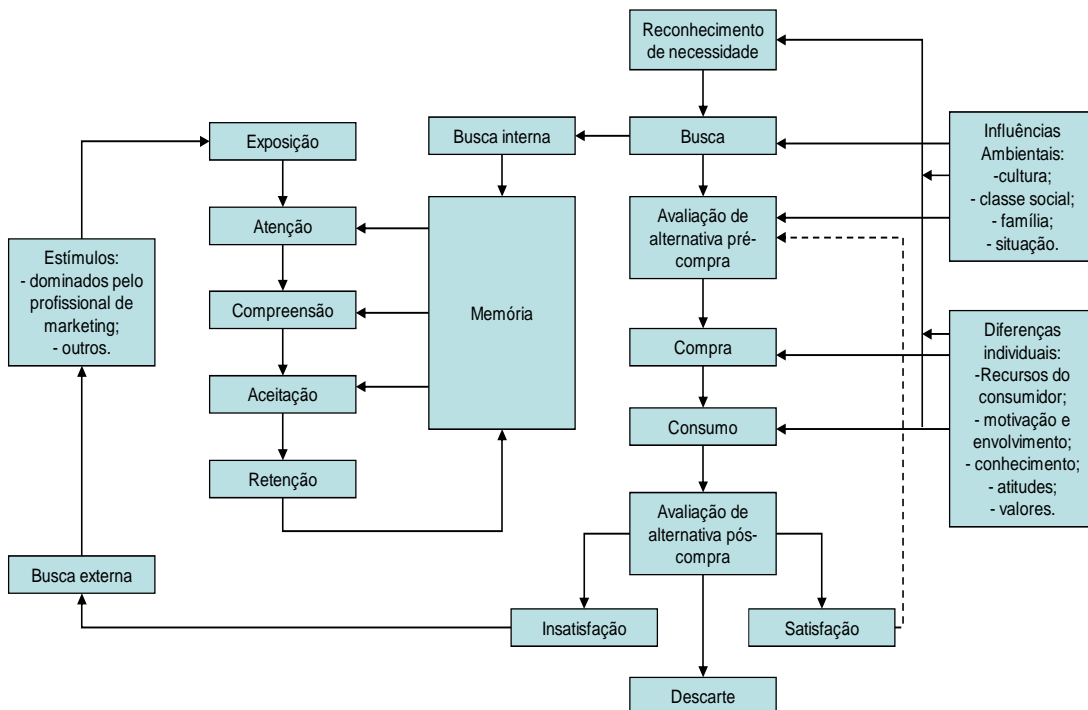 Reconhecimento
de necessidade
Exposição
Busca interna
Busca
Influências
Ambientais:
-cultura;
- classe social;
- família;
- situação.
Atenção
Avaliação de
alternativa pré-
compra
Estímulos:
- dominados pelo
profissional de
marketing;
- outros.
Compreensão
Memória
Compra
Diferenças
individuais:
-Recursos do
consumidor;
- motivação e
envolvimento;
- conhecimento;
- atitudes;
- valores.
Aceitação
Consumo
Retenção
Avaliação de
alternativa pós-
compra
Busca externa
Insatisfação
Satisfação
Descarte